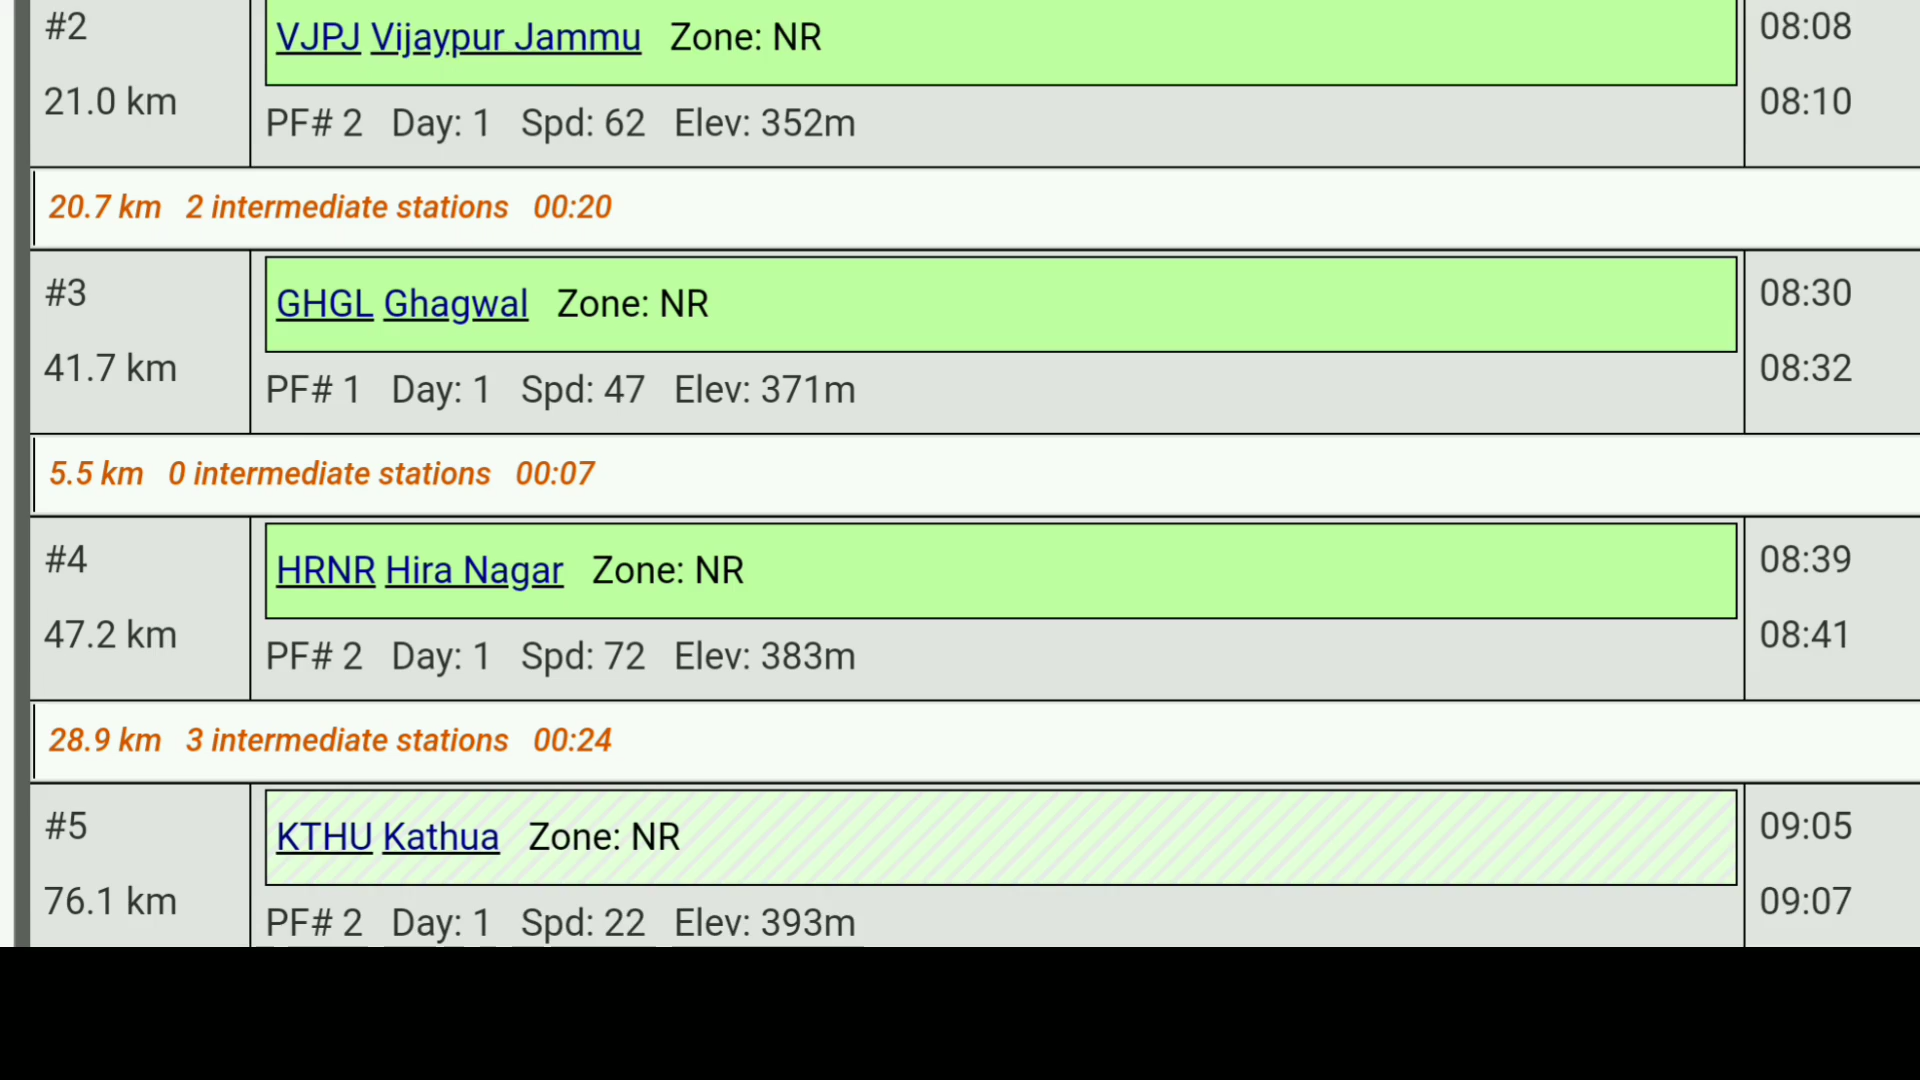 #2
VJPJ Vijaypur Jammu Zone: NR
08:08
21.0 km
08:10
PF# 2 Day: 1 Spd: 62 Elev: 352m
20.7 km 2 intermediate stations 00:20
#3
GHGL Ghagwal Zone: NR
08:30
41.7 km
08:32
PF# 1 Day: 1 Spd: 47 Elev: 371m
5.5 km 0 intermediate stations 00:07
#4
HRNR Hira Nagar Zone: NR
08:39
47.2 km
08:41
PF# 2 Day: 1 Spd: 72 Elev: 383m
28.9 km 3 intermediate stations 00:24
#5
KTHU Kathua Zone: NR
09:05
76.1 km
09:07
PF# 2 Day: 1 Spd: 22 Elev: 393m